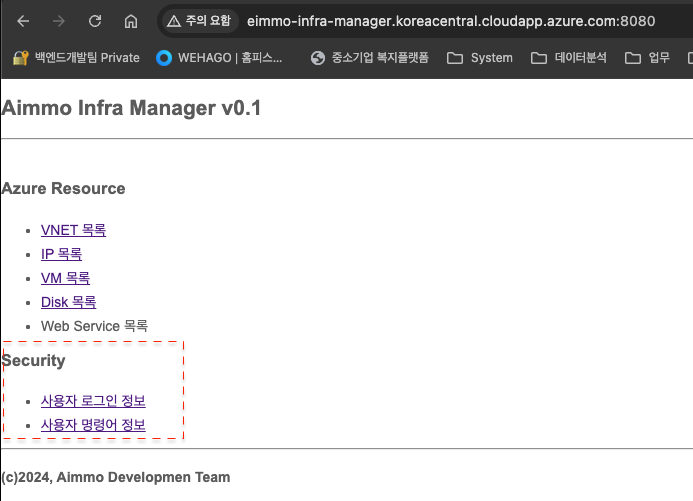 주의 요함 eimmo-infra-manager.koreacentral.cloudapp.azure.com:8080
백엔드개발팀 Private WEHAGO | 홈피스... 중소기업 복지플랫폼 System 데이터분석 업무
Aimmo Infra Manager v0.1
Azure Resource
VNET 목록
IP 목록
VM 목록
Disk 목록
Web Service 목록
Security
사용자 로그인 정보
사용자 명령어 정보
(c)2024, Aimmo Developmen Team